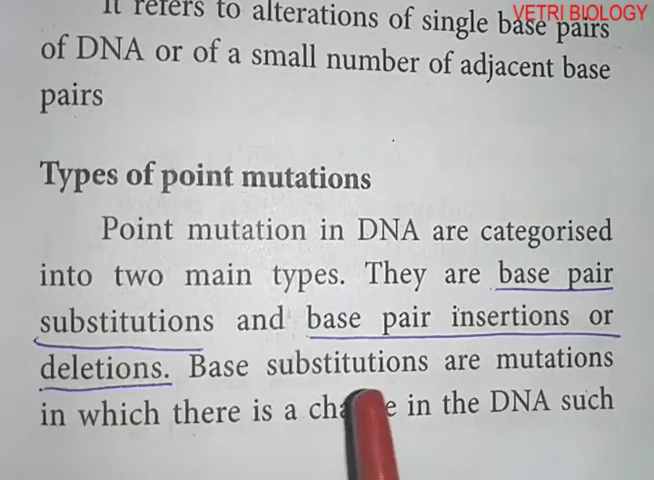 VETRI BIOLOGY
It refers to alterations of single base pairs
of DNA or of a small number of adjacent base
pairs
Types of point mutations
Point mutation in DNA are categorised
into two main types. They are base pair
substitutions and base pair insertions or
deletions. Base substitutions are mutations
in which there is a in the DNA such